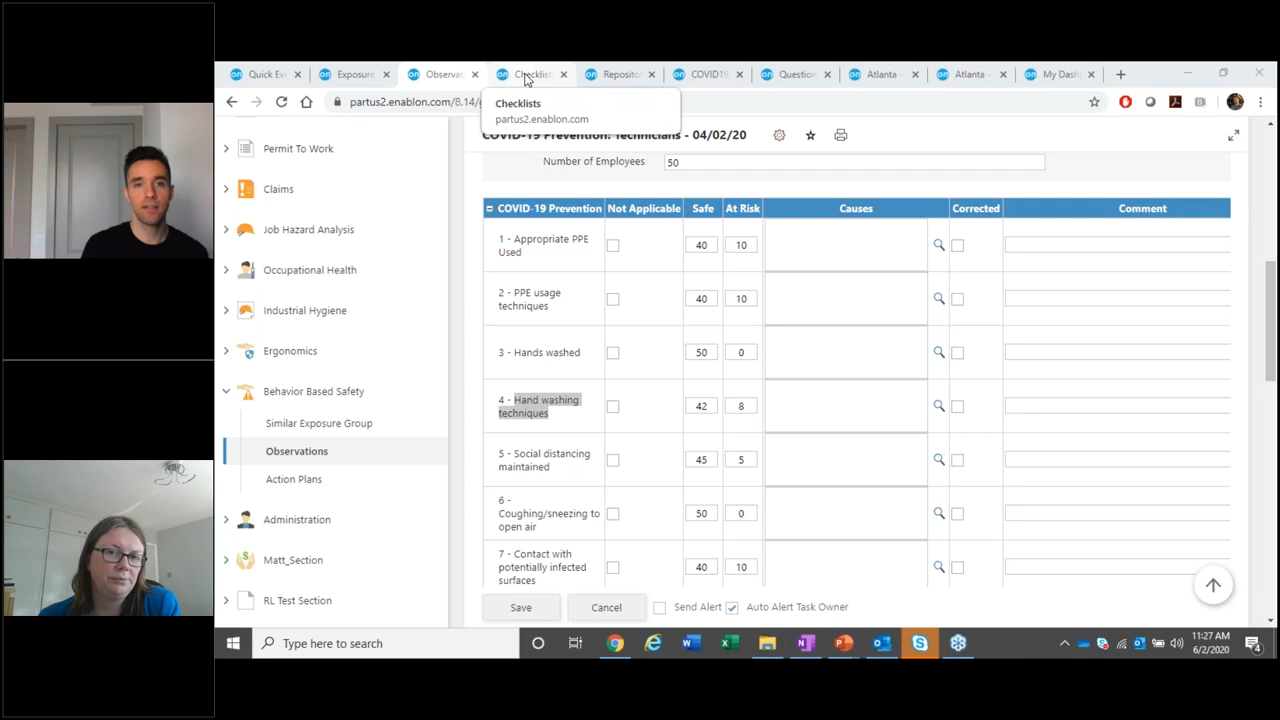 Quick Ev
Exposure
Observat
Checklist
Repositor
COVID19
Question
Atlanta -
Atlanta -
My Dash
Checklists
partus2.enablon.com
partus2.enablon.com/8.14/
COVID-19 Prevention: Technicians - 04/02/20
Number of Employees
50
Permit To Work
Claims
Job Hazard Analysis
Occupational Health
Industrial Hygiene
Ergonomics
Behavior Based Safety
Similar Exposure Group
Observations
Action Plans
Administration
Matt_Section
RL Test Section
COVID-19 Prevention Not Applicable Safe At Risk Causes Corrected Comment
1 - Appropriate PPE
Used
40 10
2 - PPE usage
techniques
40 10
3 - Hands washed
50 0
4 - Hand washing
techniques
42 8
5 - Social distancing
maintained
45 5
6 -
Coughing/sneezing to
open air
50 0
7 - Contact with
potentially infected
surfaces
40 10
Save
Cancel
Send Alert
Auto Alert Task Owner
Type here to search
11:27 AM
6/2/2020
4